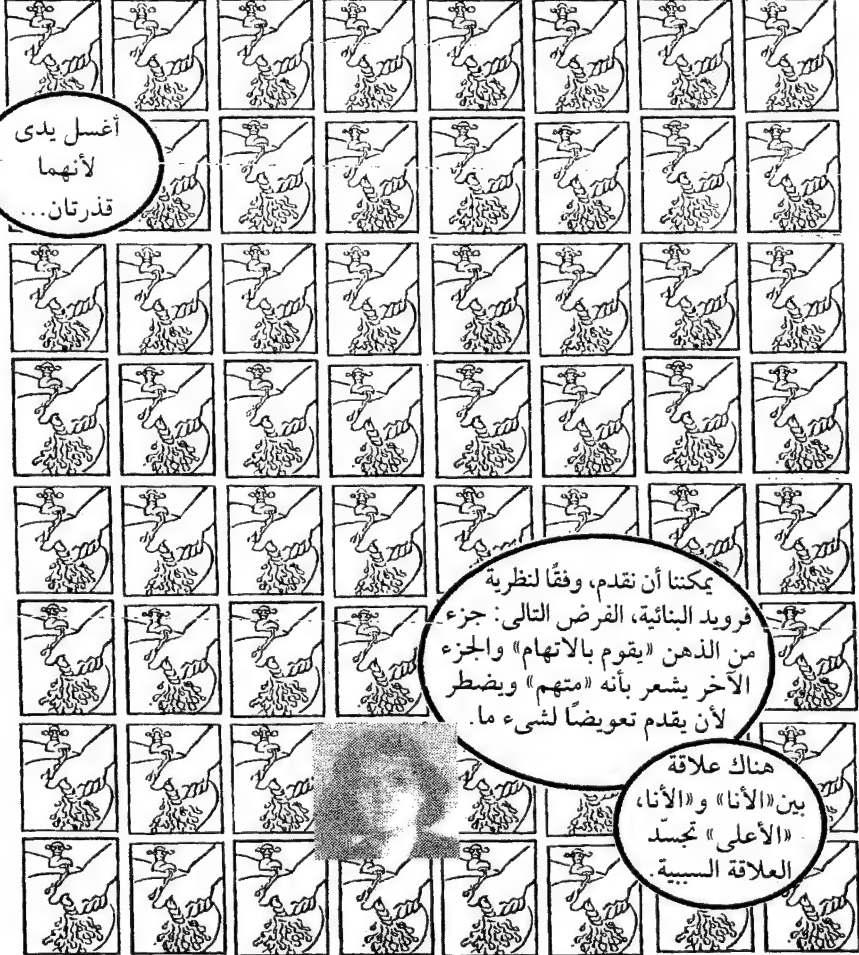 أغسل يدى
لأنهما
قذرتان...
يمكننا أن نقدم، وفقًا لنظرية
فرويد البنائية، الفرض التالى: جزء
من الذهن «يقوم بالاتهام» والجزء
الآخر يشعر بأنه «متهم» ويضطر
لأن يقدم تعويضًا لشىء ما.
هناك علاقة
بين«الأنا» و«الأنا،
«الأعلى» تجسّد
العلاقة السببية.